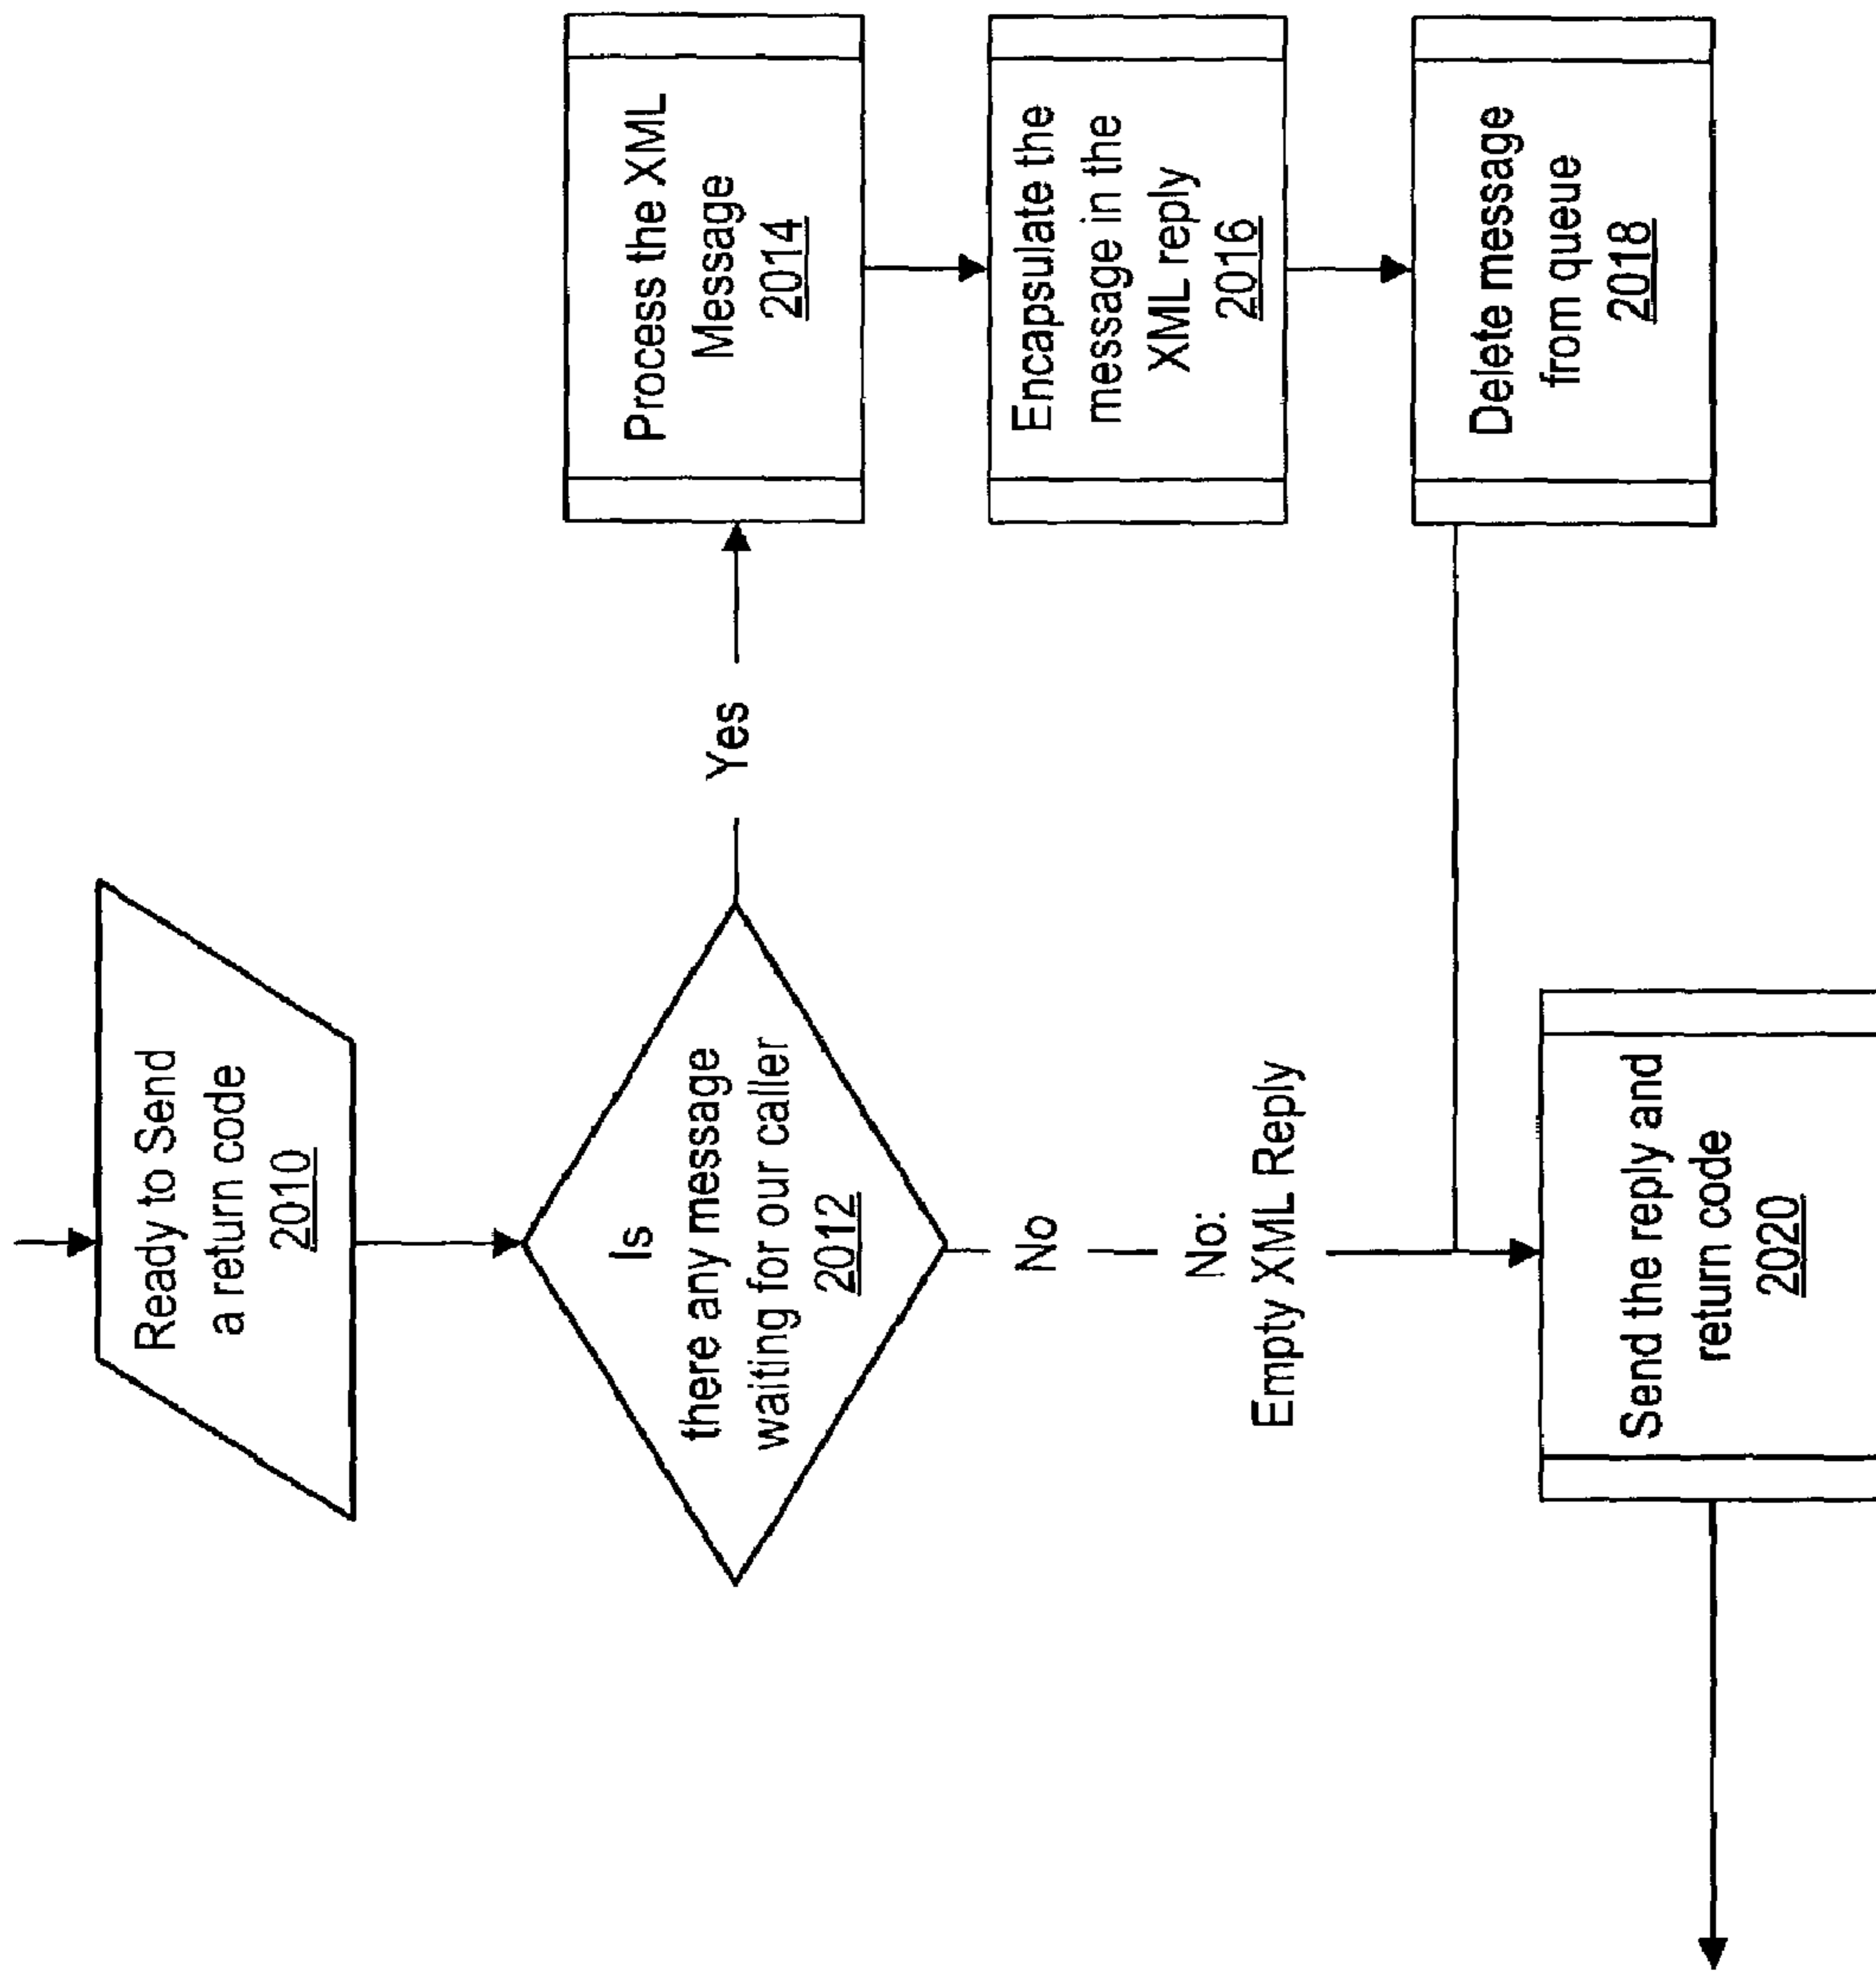 Ready to Send
a return code
2010
Is
there any message
waiting for our caller
2012
Yes
Process the XML
Message
2014
Encapsulate the
message in the
XML reply
2016
Delete message
from queue
2018
No
No:
Empty XML Reply
Send the reply and
return code
2020